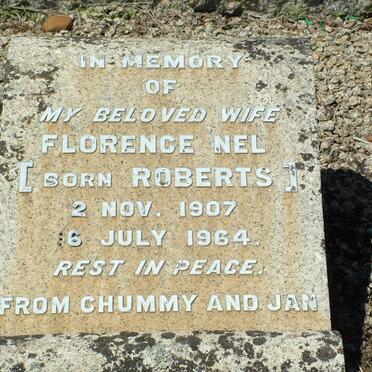 IN MEMORY
OF
MY BELOVED WIFE
FLORENCE NEL
[BORN ROBERTS]
2 NOV. 1907
6 JULY 1964.
REST IN PEACE.
FROM CHUMMY AND JAN